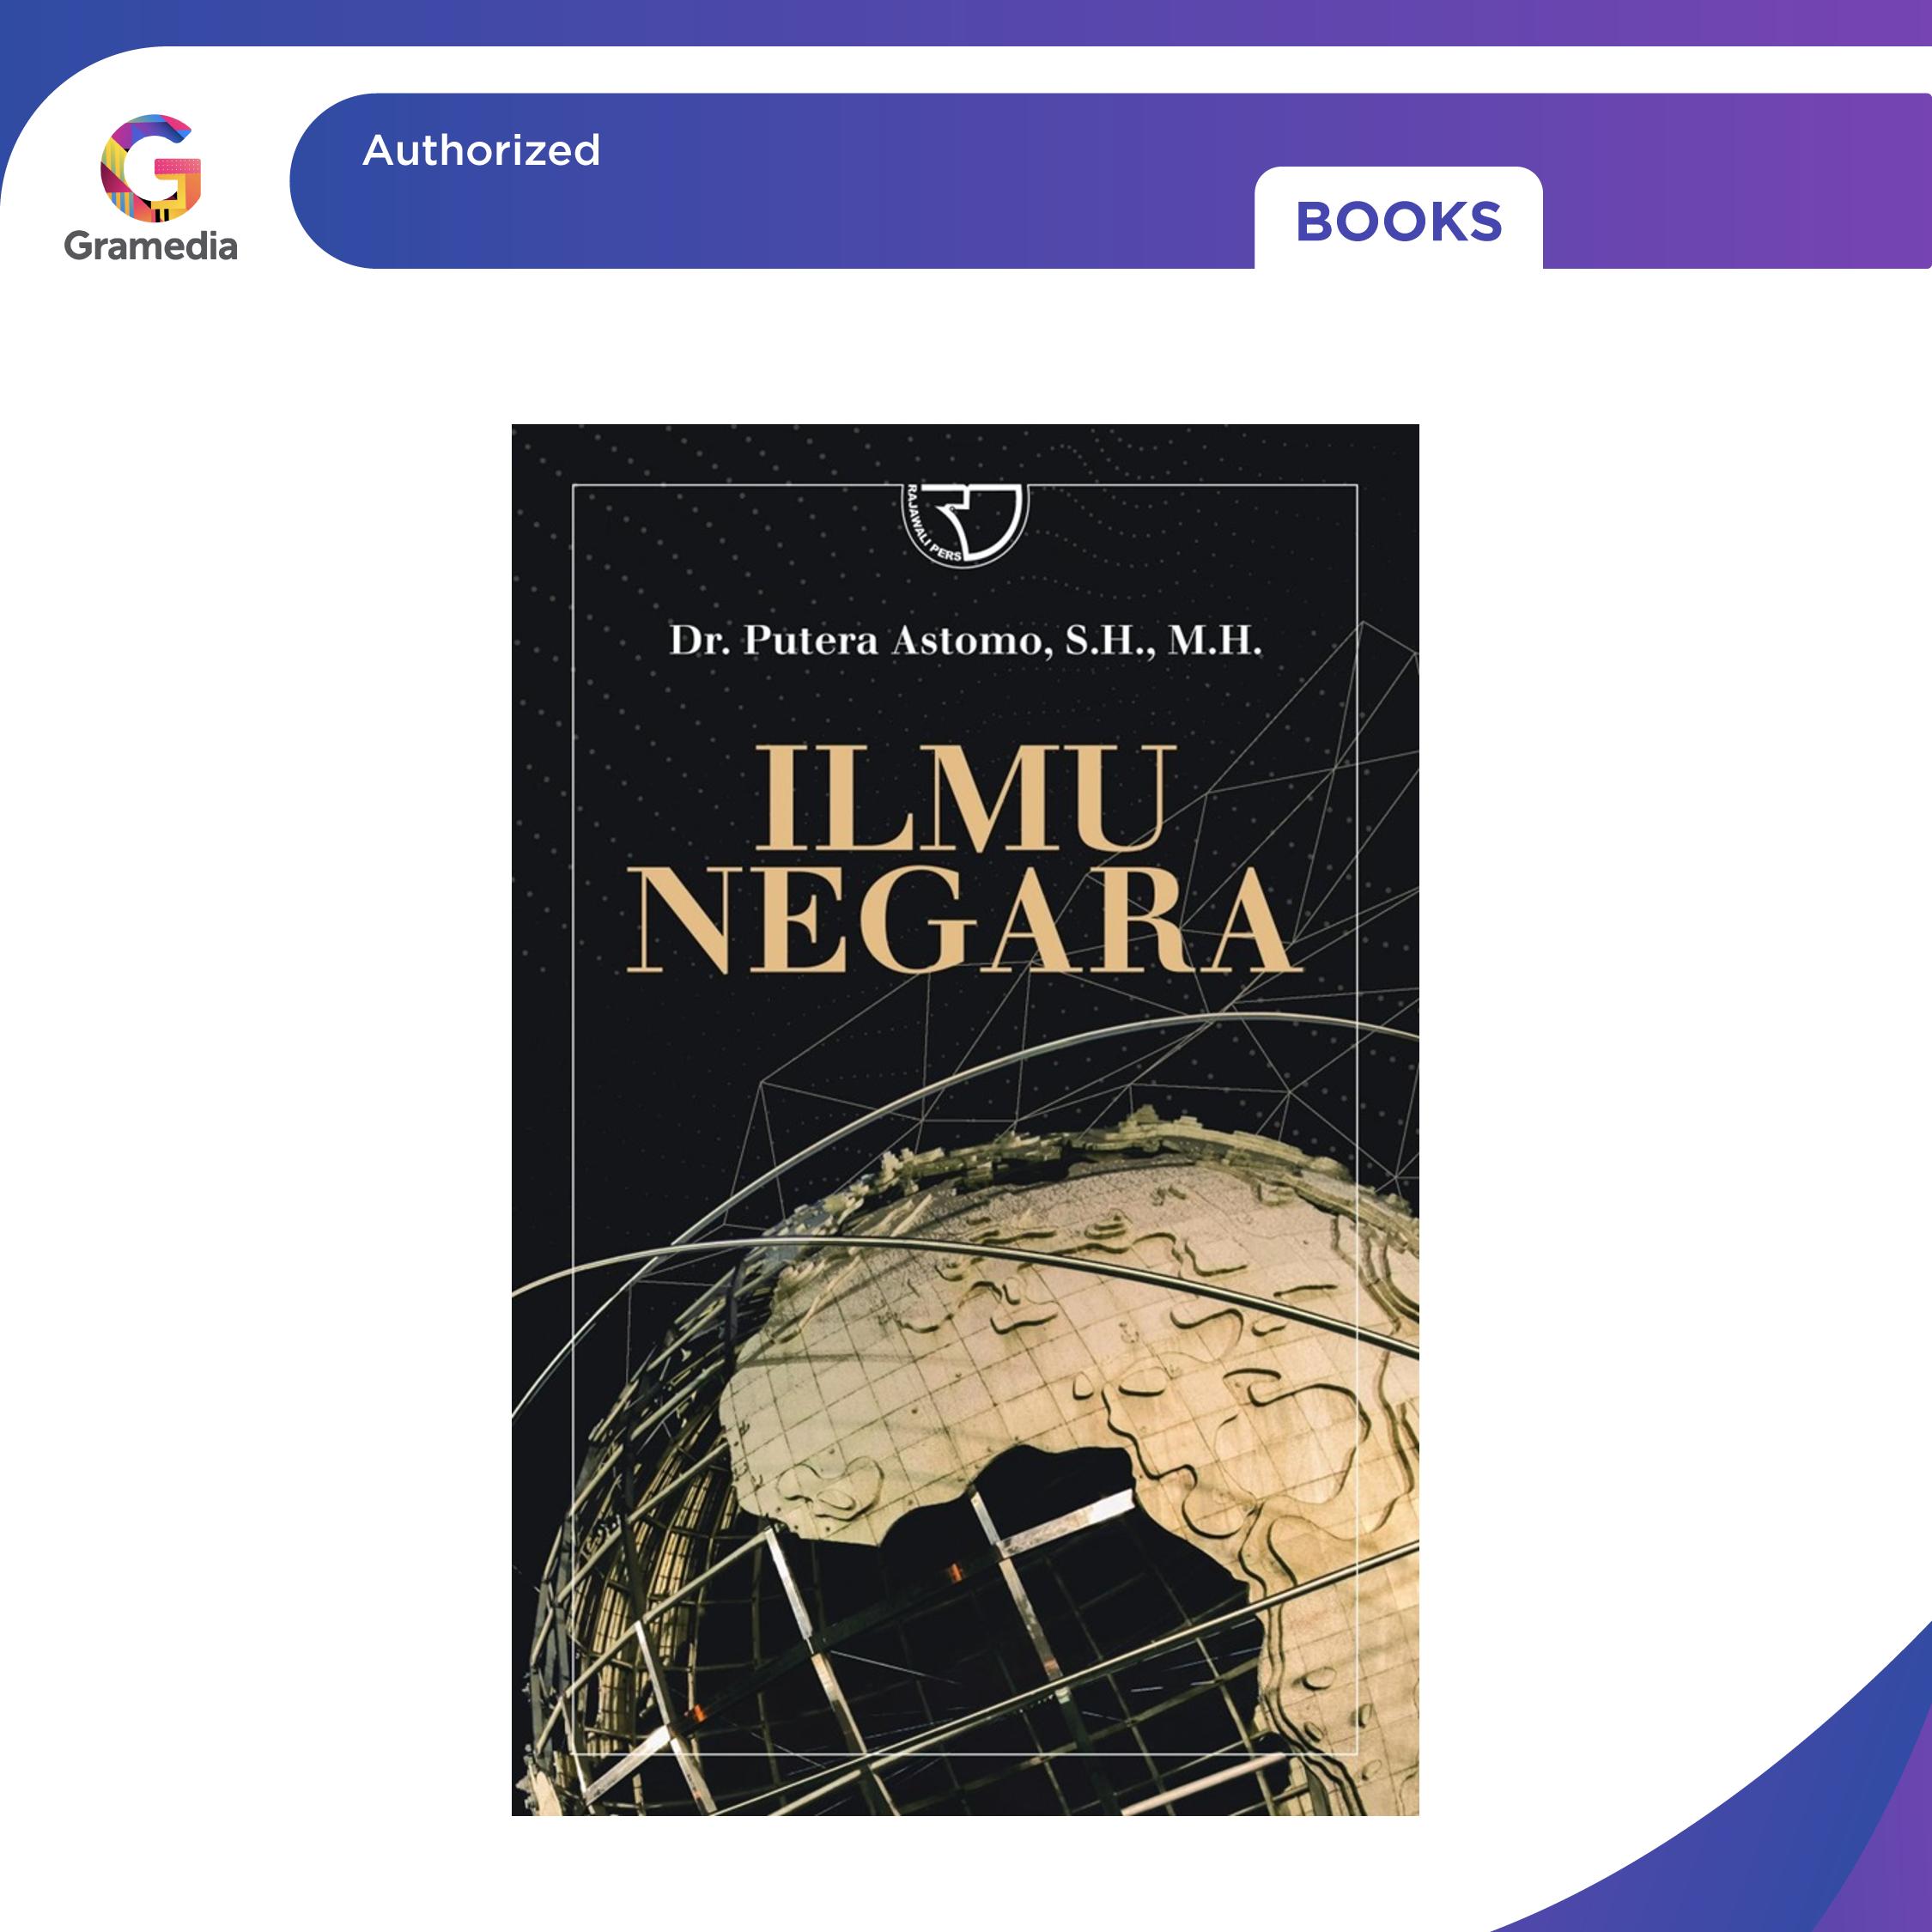 Authorized
Gramedia
BOOKS
RAJAWALI PERS
Dr. Putera Astomo, S.H., M.H.
ILMU
NEGARA